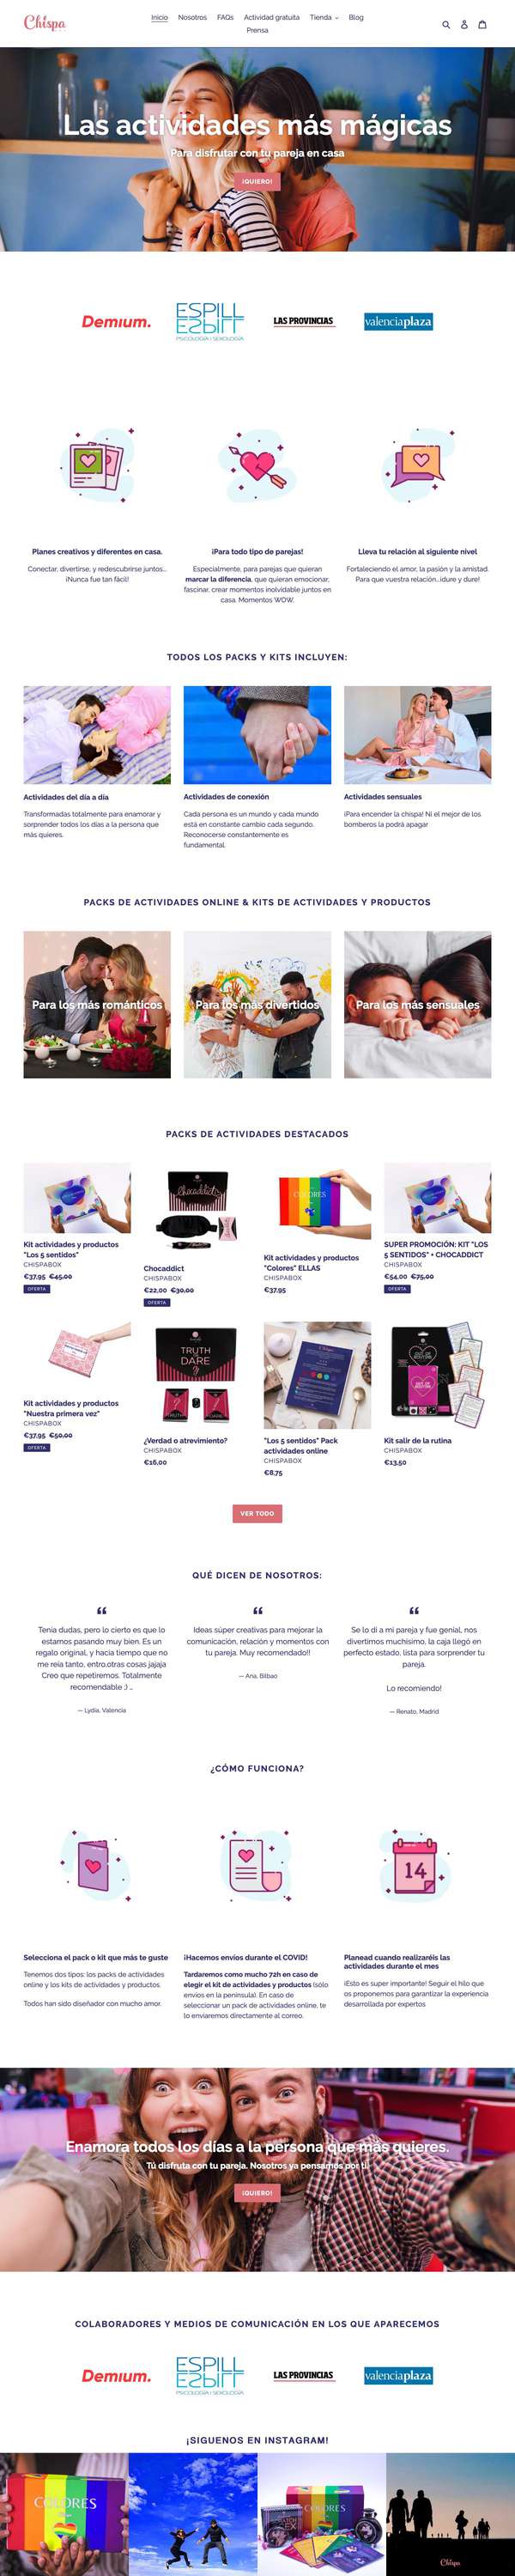 Chispa
Inicio Nosotros FAQs Actividad gratuita Tienda Blog
Prensa
Las actividades más mágicas
Para disfrutar con tu pareja en casa
¡QUIERO!
Demium. ESPILL LAS PROVINCIAS valenciaplaza
PSICOLOGÍA i SEXOLOGÍA
Planes creativos y diferentes en casa.
Conectar, divertirse, y redescubrirse juntos...
¡Nunca fue tan fácil!
¡Para todo tipo de parejas!
Especialmente, para parejas que quieran
marcar la diferencia, que quieran emocionar,
fascinar, crear momentos inolvidable juntos en
casa. Momentos WOW.
Lleva tu relación al siguiente nivel
Fortaleciendo el amor, la pasión y la amistad.
Para que vuestra relación...¡dure y dure!
TODOS LOS PACKS Y KITS INCLUYEN:
Actividades del día a día
Transformadas totalmente para enamorar y
sorprender todos los días a la persona que
más quieres.
Actividades de conexión
Cada persona es un mundo y cada mundo
está en constante cambio cada segundo.
Reconocerse constantemente es
fundamental.
Actividades sensuales
¡Para encender la chispa! Ni el mejor de los
bomberos la podrá apagar
PACKS DE ACTIVIDADES ONLINE & KITS DE ACTIVIDADES Y PRODUCTOS
Para los más románticos
Para los más divertidos
Para los más sensuales
PACKS DE ACTIVIDADES DESTACADOS
Kit actividades y productos
"Los 5 sentidos"
CHISPABOX
€37,95 €45,00
OFERTA
Chocaddict
Chocaddict
CHISPABOX
€22,00 €30,00
OFERTA
COLORES
Kit actividades y productos
"Colores" ELLAS
CHISPABOX
€37,95
SUPER PROMOCIÓN: KIT "LOS
5 SENTIDOS" + CHOCADDICT
CHISPABOX
€54,00 €75,00
OFERTA
Kit actividades y productos
"Nuestra primera vez"
CHISPABOX
€37,95 €50,00
OFERTA
TRUTH
DARE
¿Verdad o atrevimiento?
CHISPABOX
€16,00
"Los 5 sentidos" Pack
actividades online
CHISPABOX
€8,75
Kit salir de la rutina
CHISPABOX
€13,50
VER TODO
QUÉ DICEN DE NOSOTROS:
Tenía dudas, pero lo cierto es que lo
estamos pasando muy bien. Es un
regalo original, y hacía tiempo que no
me reía tanto, entro.otras cosas jajaja
Creo que repetiremos. Totalmente
recomendable :) ..
— Lydia, Valencia
Ideas súper creativas para mejorar la
comunicación, relación y momentos con
tu pareja. Muy recomendado!!
— Ana, Bilbao
Se lo di a mi pareja y fue genial, nos
divertimos muchísimo, la caja llegó en
perfecto estado, lista para sorprender tu
pareja.
Lo recomiendo!
— Renato, Madrid
¿CÓMO FUNCIONA?
14
Selecciona el pack o kit que más te guste
Tenemos dos tipos: los packs de actividades
online y los kits de actividades y productos.
Todos han sido diseñador con mucho amor.
¡Hacemos envíos durante el COVID!
Tardaremos como mucho 72h en caso de
elegir el kit de actividades y productos (sólo
envíos en la península). En caso de
seleccionar un pack de actividades online, te
lo enviaremos directamente al correo.
Planead cuando realizaréis las
actividades durante el mes
¡Esto es super importante! Seguir el hilo que
os proponemos para garantizar la experiencia
desarrollada por expertos
Enamora todos los días a la persona que más quieres.
Tú disfruta con tu pareja. Nosotros ya pensamos por ti.
¡QUIERO!
COLABORADORES Y MEDIOS DE COMUNICACIÓN EN LOS QUE APARECEMOS
Demium. ESPILL LAS PROVINCIAS valenciaplaza
PSICOLOGÍA i SEXOLOGÍA
¡SIGUENOS EN INSTAGRAM!
COLORES
COLORES
Chispa